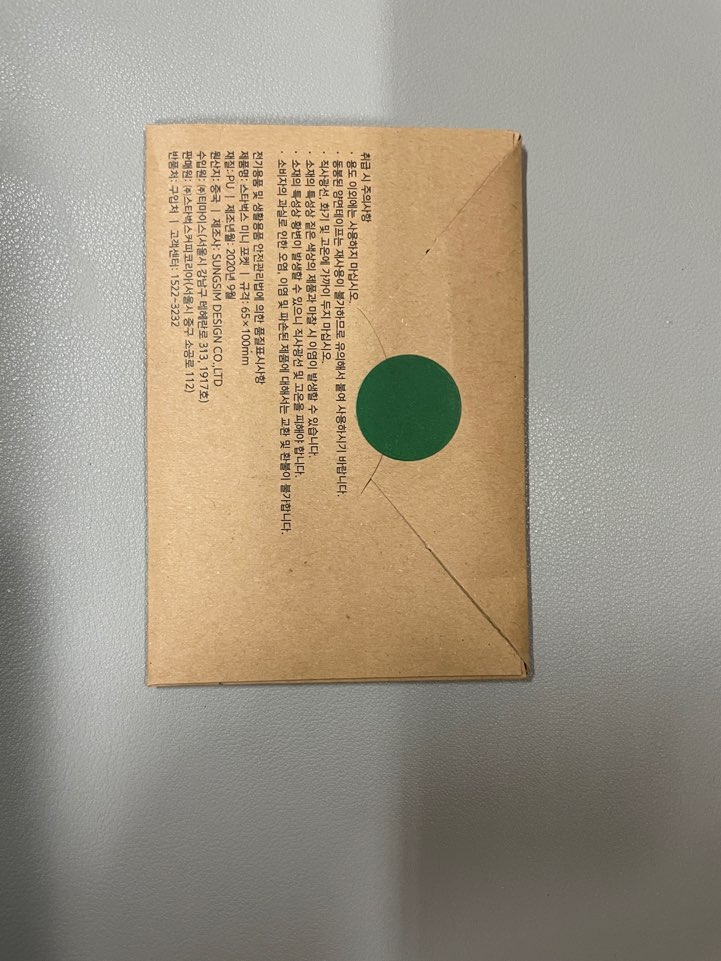 취급 시 주의사항
· 용도 이외에는 사용하지 마십시오.
· 동봉된 양면테이프는 재사용이 불가하므로 유의해서 붙여 사용하시기 바랍니다.
· 직사광선, 화기 및 고온에 가까이 두지 마십시오.
· 소재의 특성상 짙은 색상의 제품과 마찰 시 이염이 발생할 수 있습니다.
· 소재의 특성상 황변이 발생할 수 있으니 직사광선 및 고온을 피해야 합니다.
· 소비자의 과실로 인한 오염, 이염 및 파손된 제품에 대해서는 교환 및 환불이 불가합니다.
전기용품 및 생활용품 안전관리법에 의한 품질표시사항
제품명: 스타벅스 미니 포켓 | 규격: 65×100mm
재질: PU | 제조년월: 2020년 9월
원산지: 중국 | 제조사: SUNGSIM DESIGN CO.,LTD
수입원: ㈜티마이스(서울시 강남구 테헤란로 313, 1917호)
판매원: ㈜스타벅스커피코리아(서울시 중구 소공로 112)
반품처: 구입처 | 고객센터: 1522-3232